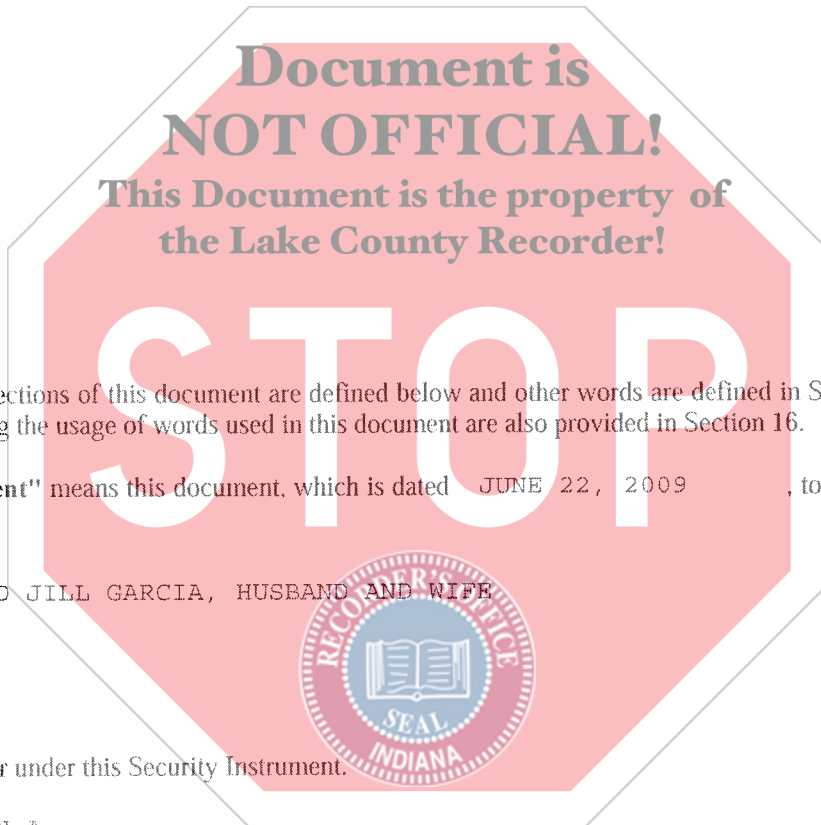 Document is
NOT OFFICIAL!
This Document is the property of
the Lake County Recorder!
STOP
ections of this document are defined below and other words are defined in S
g the usage of words used in this document are also provided in Section 16.
ent" means this document, which is dated JUNE 22, 2009 , to
D JILL GARCIA, HUSBAND AND WIFE
RECORDER'S OFFICE
SEAL
INDIANA
r under this Security Instrument.